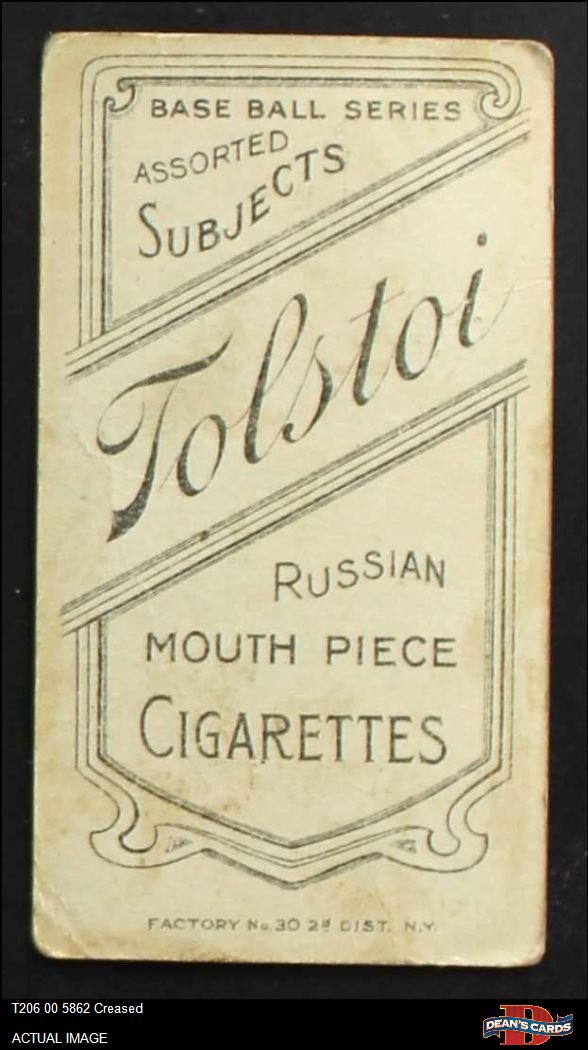 BASE BALL SERIES
ASSORTED
SUBJECTS
Tolstoi
RUSSIAN
MOUTH PIECE
CIGARETTES
FACTORY No. 30 2d DIST. N.Y.
T206 00 5862 Creased
ACTUAL IMAGE
D
DEAN'S CARDS